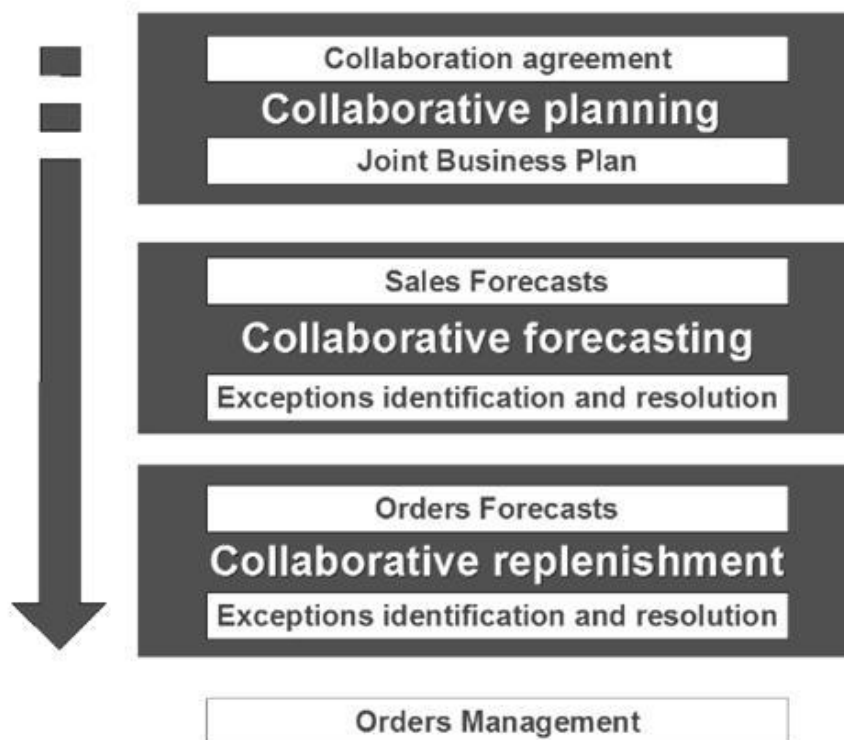 Collaboration agreement
Collaborative planning
Joint Business Plan
Sales Forecasts
Collaborative forecasting
Exceptions identification and resolution
Orders Forecasts
Collaborative replenishment
Exceptions identification and resolution
Orders Management